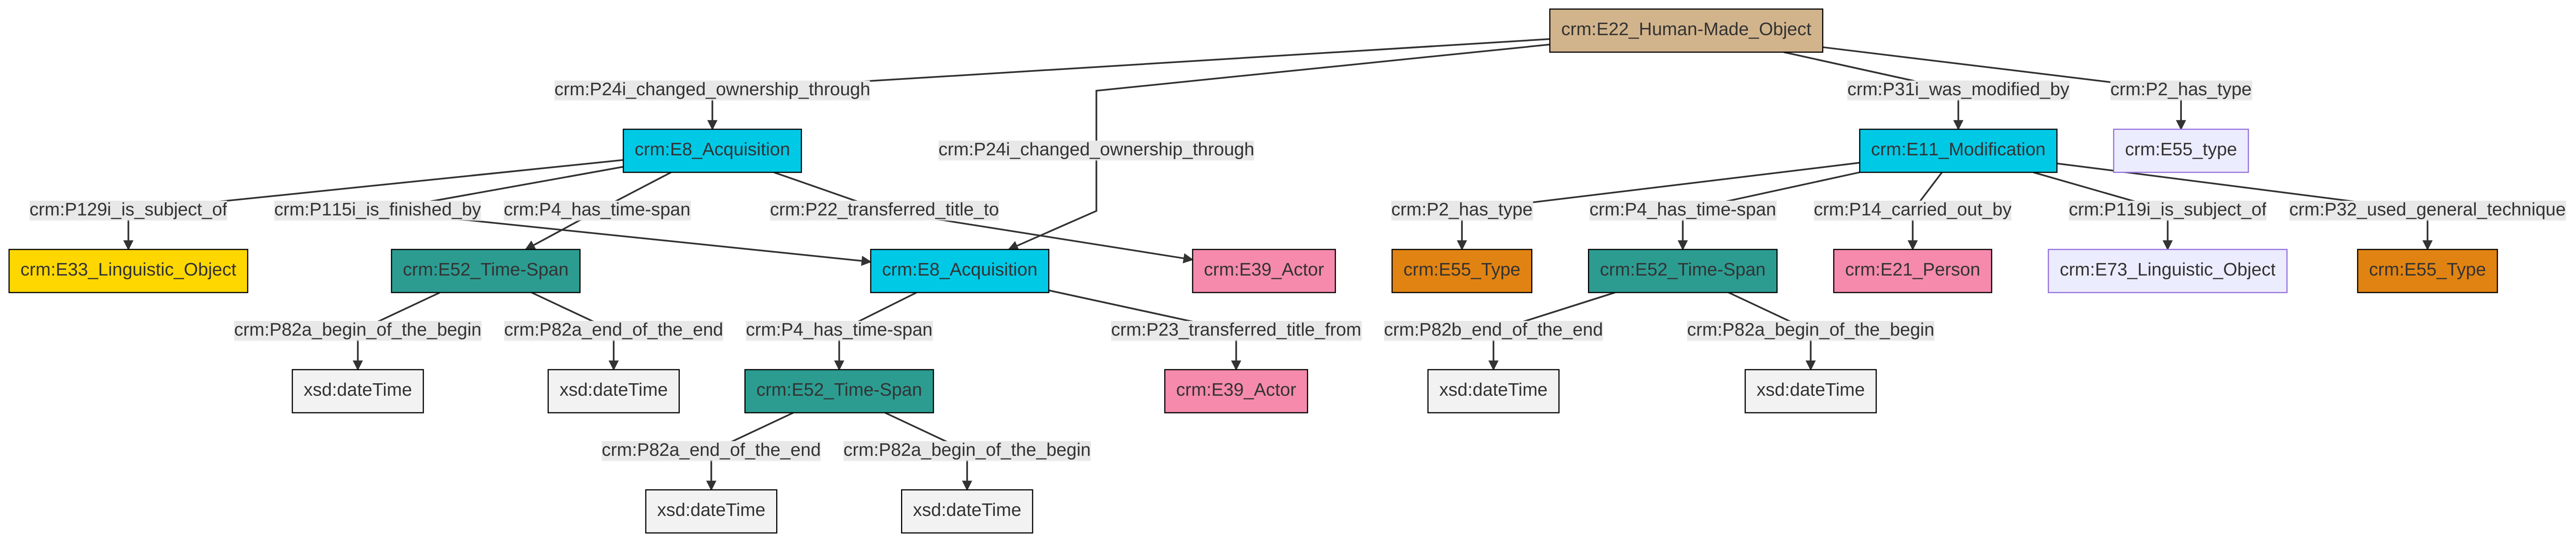 crm:E22_Human-Made_Object
crm:P24i_changed_ownership_through
crm:P31i_was_modified_by
crm:P2_has_type
crm:E8_Acquisition
crm:P24i_changed_ownership_through
crm:E11_Modification
crm:E55_type
crm:P129i_is_subject_of
crm:P115i_is_finished_by
crm:P4_has_time-span
crm:P22_transferred_title_to
crm:P2_has_type
crm:P4_has_time-span
crm:P14_carried_out_by
crm:P119i_is_subject_of
crm:P32_used_general_technique
crm:E33_Linguistic_Object
crm:E52_Time-Span
crm:E8_Acquisition
crm:E39_Actor
crm:E55_Type
crm:E52_Time-Span
crm:E21_Person
crm:E73_Linguistic_Object
crm:E55_Type
crm:P82a_begin_of_the_begin
crm:P82a_end_of_the_end
crm:P4_has_time-span
crm:P23_transferred_title_from
crm:P82b_end_of_the_end
crm:P82a_begin_of_the_begin
xsd:dateTime
xsd:dateTime
crm:E52_Time-Span
crm:E39_Actor
xsd:dateTime
xsd:dateTime
crm:P82a_end_of_the_end
crm:P82a_begin_of_the_begin
xsd:dateTime
xsd:dateTime